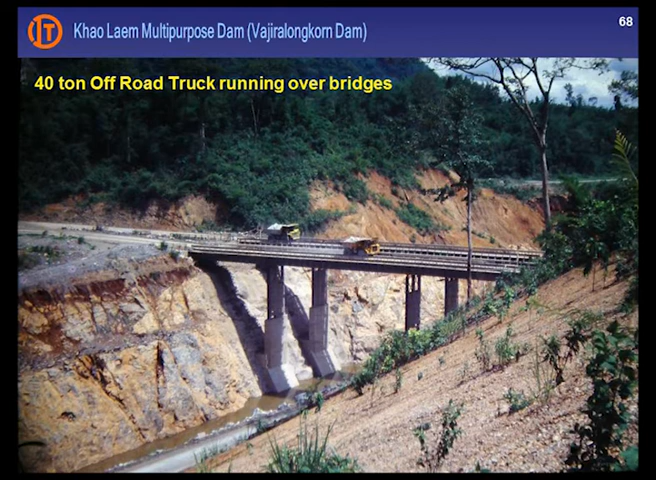 IT
Khao Laem Multipurpose Dam (Vajiralongkorn Dam)
68
40 ton Off Road Truck running over bridges